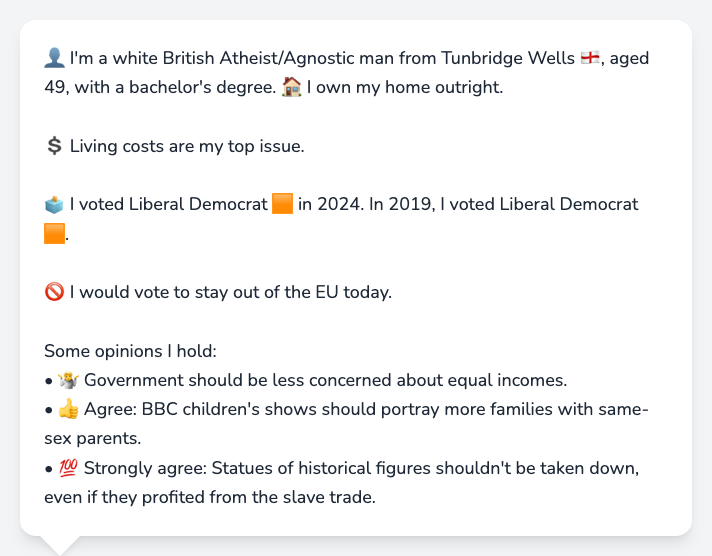 👤 I'm a white British Atheist/Agnostic man from Tunbridge Wells 🏴󠁧󠁢󠁥󠁮󠁧󠁿, aged
49, with a bachelor's degree. 🏠 I own my home outright.
💲 Living costs are my top issue.
🗳️ I voted Liberal Democrat 🟧 in 2024. In 2019, I voted Liberal Democrat
🟧.
🚫 I would vote to stay out of the EU today.
Some opinions I hold:
• 🤷 Government should be less concerned about equal incomes.
• 👍 Agree: BBC children's shows should portray more families with same-
sex parents.
• 💯 Strongly agree: Statues of historical figures shouldn't be taken down,
even if they profited from the slave trade.